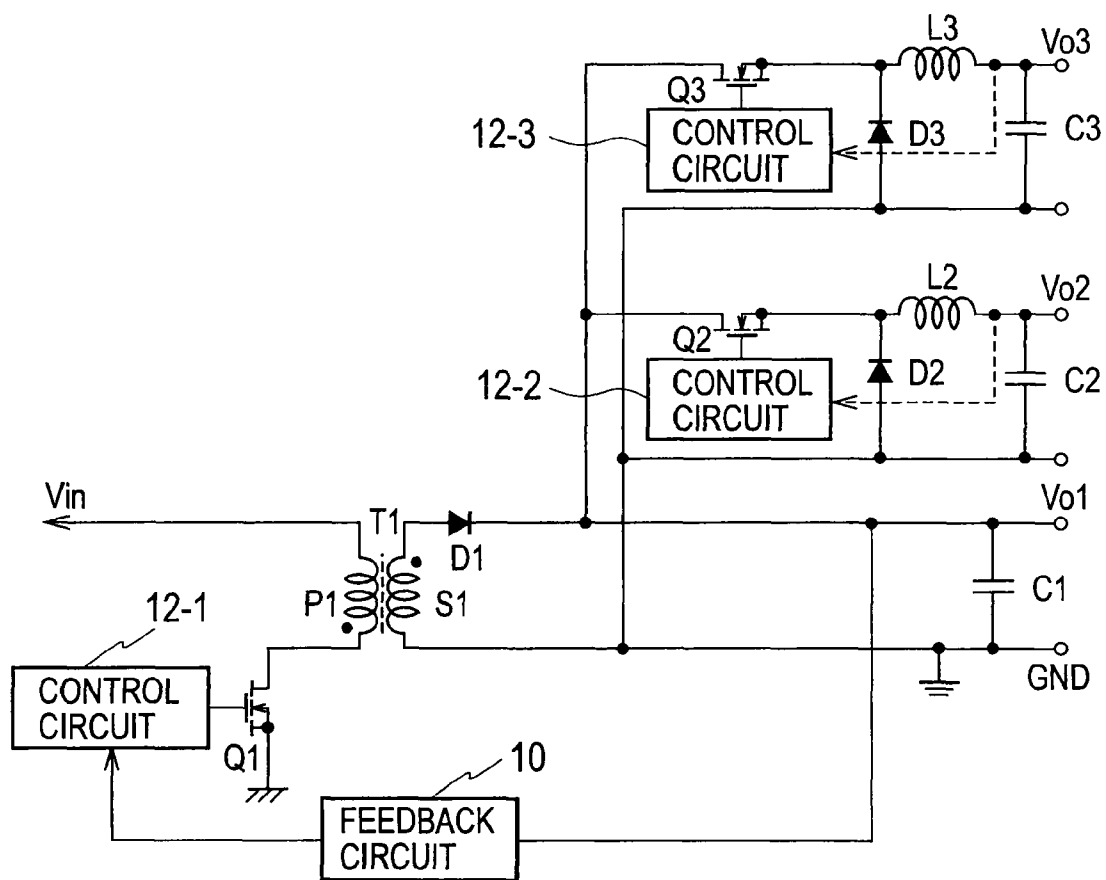 L3
Vo3
Q3
12-3
CONTROL
CIRCUIT
D3
C3
L2
Vo2
Q2
12-2
CONTROL
CIRCUIT
D2
C2
Vin
T1
D1
Vo1
P1
S1
C1
12-1
CONTROL
CIRCUIT
Q1
GND
10
FEEDBACK
CIRCUIT